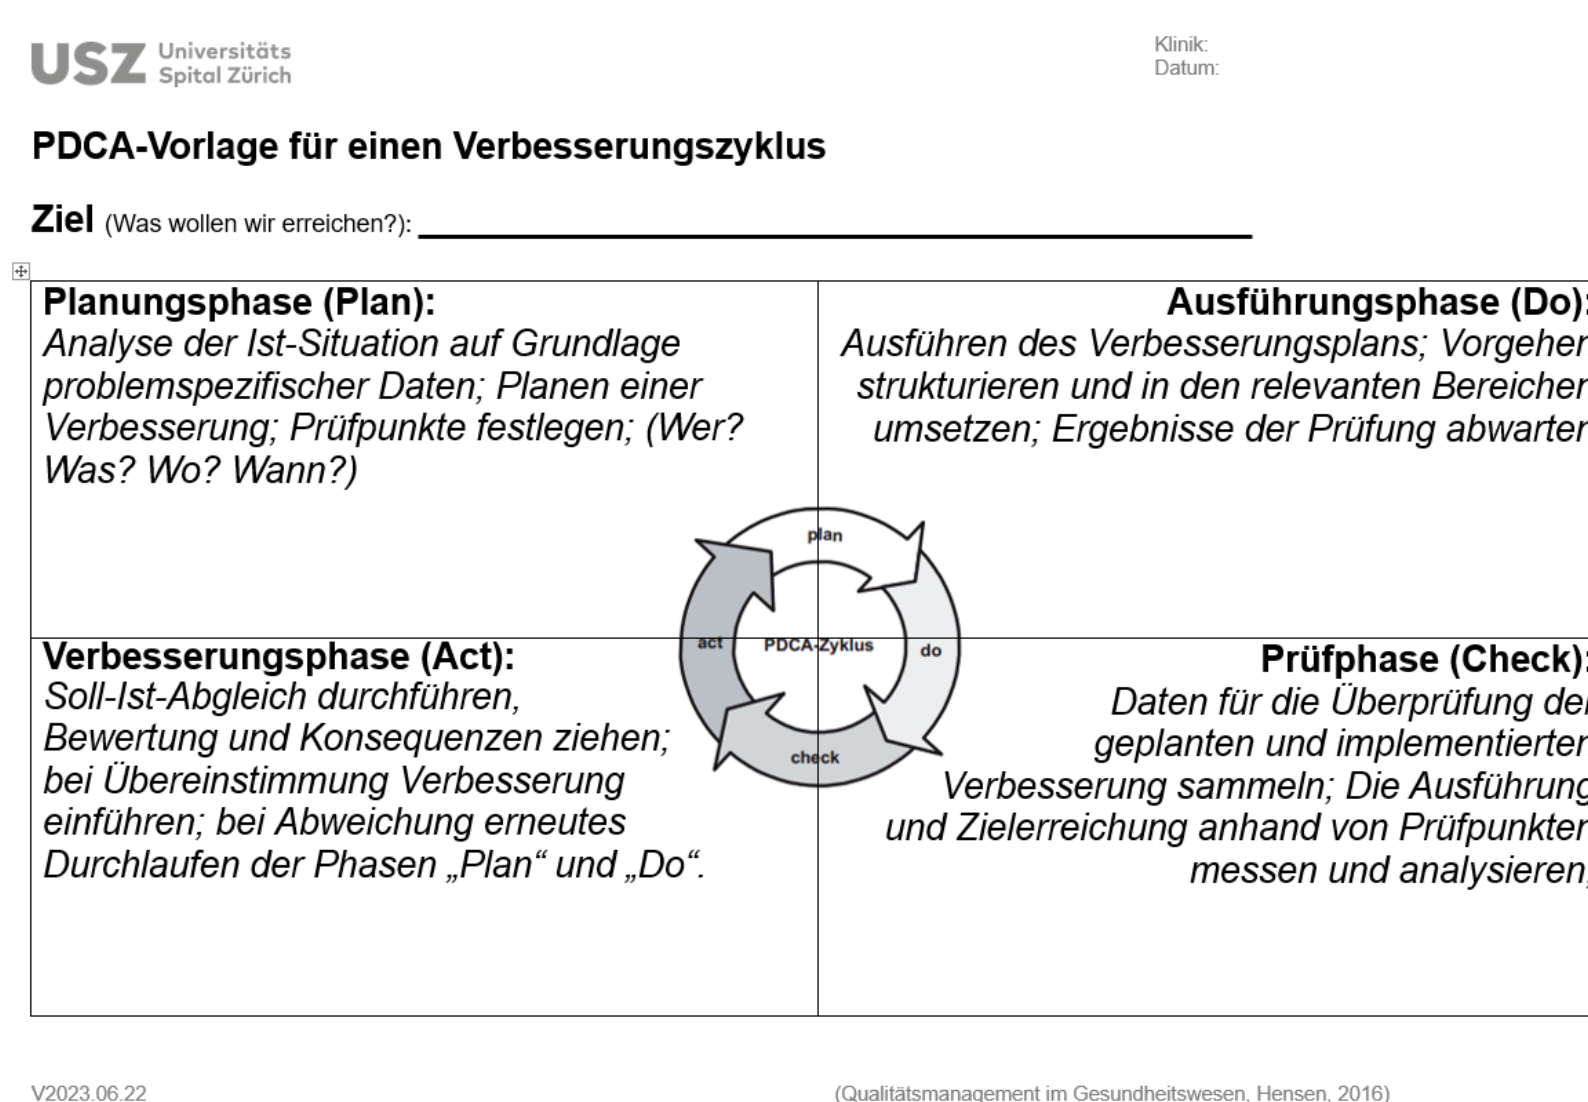 USZ Universitäts
Spital Zürich
Klinik:
Datum:
PDCA-Vorlage für einen Verbesserungszyklus
Ziel (Was wollen wir erreichen?):
Planungsphase (Plan):
Analyse der Ist-Situation auf Grundlage
problemspezifischer Daten; Planen einer
Verbesserung; Prüfpunkte festlegen; (Wer?
Was? Wo? Wann?)
Ausführungsphase (Do):
Ausführen des Verbesserungsplans; Vorgehen
strukturieren und in den relevanten Bereichen
umsetzen; Ergebnisse der Prüfung abwarten
plan
act
PDCA-Zyklus
do
check
Verbesserungsphase (Act):
Soll-Ist-Abgleich durchführen,
Bewertung und Konsequenzen ziehen;
bei Übereinstimmung Verbesserung
einführen; bei Abweichung erneutes
Durchlaufen der Phasen „Plan“ und „Do“.
Prüfphase (Check):
Daten für die Überprüfung der
geplanten und implementierten
Verbesserung sammeln; Die Ausführung
und Zielerreichung anhand von Prüfpunkten
messen und analysieren;
V2023.06.22
(Qualitätsmanagement im Gesundheitswesen, Hensen, 2016)